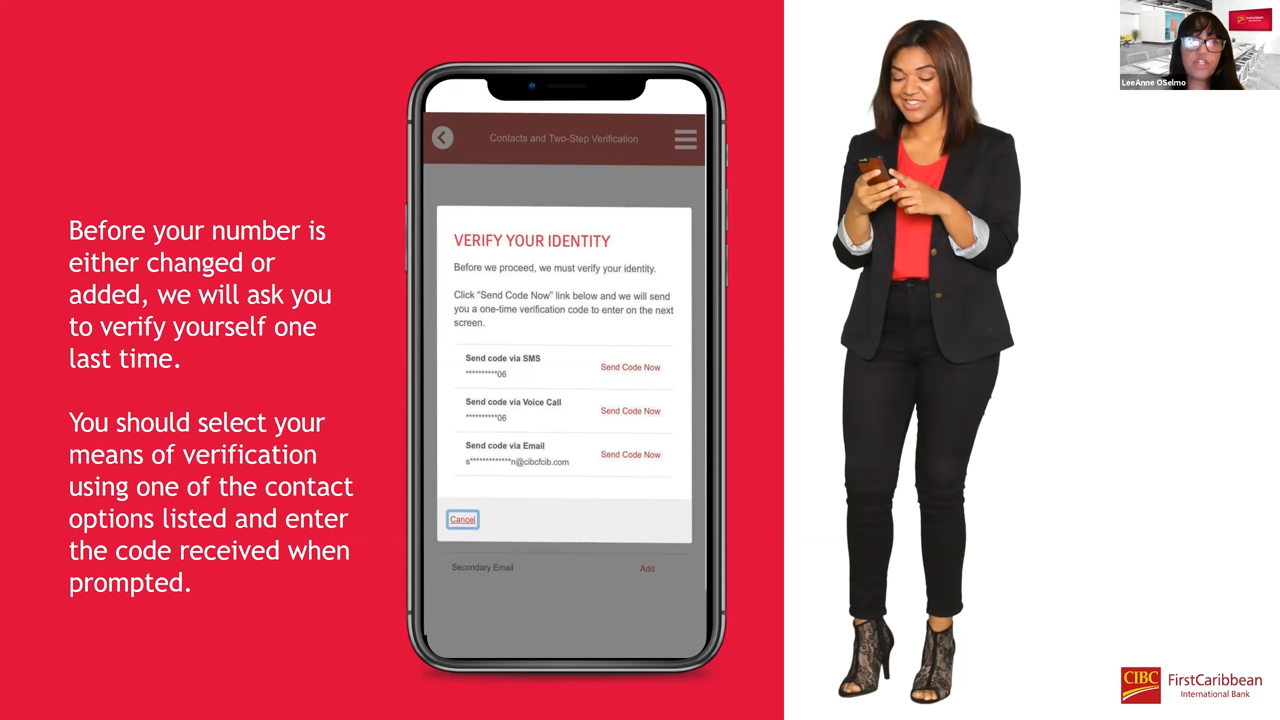 Before your number is
either changed or
added, we will ask you
to verify yourself one
last time.
You should select your
means of verification
using one of the contact
options listed and enter
the code received when
prompted.
Contacts and Two-Step Verification
VERIFY YOUR IDENTITY
Before we proceed, we must verify your identity.
Click “Send Code Now” link below and we will send
you a one-time verification code to enter on the next
screen.
Send code via SMS
**********06
Send Code Now
Send code via Voice Call
**********06
Send Code Now
Send code via Email
s*************n@cibcfcib.com
Send Code Now
Cancel
Secondary Email
Add
LeeAnne OSelmo
CIBC
FirstCaribbean
CIBC FirstCaribbean
International Bank